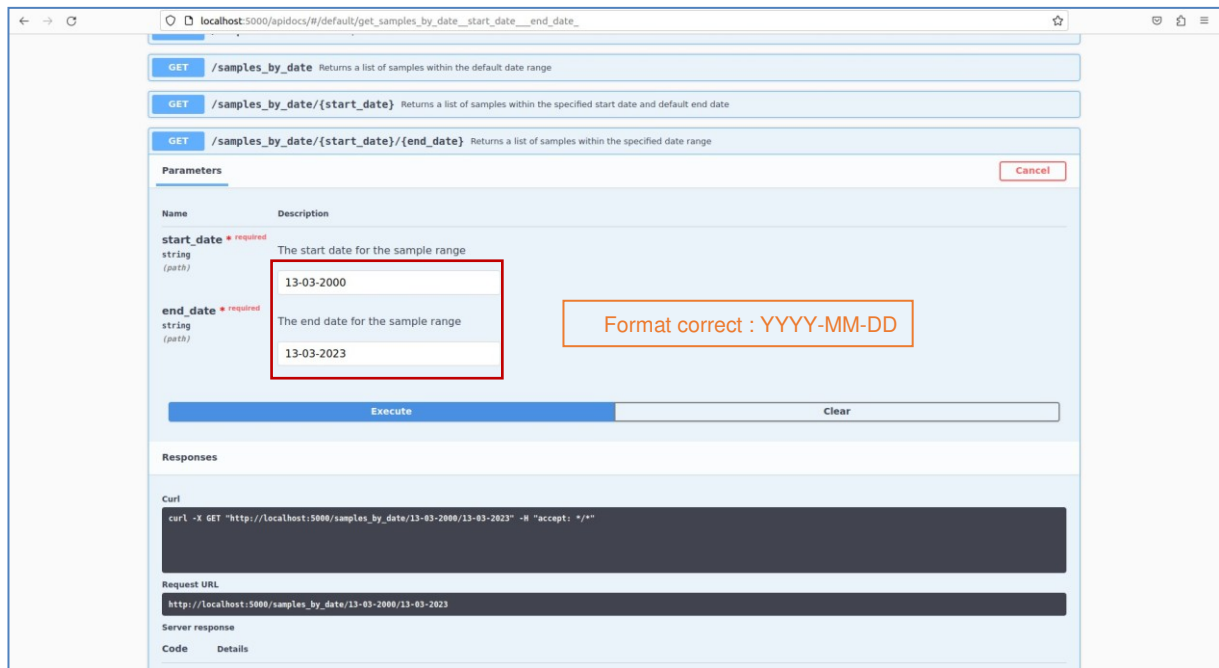 localhost:5000/apidocs/#/default/get_samples_by_date__start_date___end_date_
GET /samples_by_date Returns a list of samples within the default date range
GET /samples_by_date/{start_date} Returns a list of samples within the specified start date and default end date
GET /samples_by_date/{start_date}/{end_date} Returns a list of samples within the specified date range
Parameters
Cancel
Name Description
start_date * required
string
(path)
The start date for the sample range
13-03-2000
end_date * required
string
(path)
The end date for the sample range
13-03-2023
Format correct : YYYY-MM-DD
Execute Clear
Responses
Curl
curl -X GET "http://localhost:5000/samples_by_date/13-03-2000/13-03-2023" -H "accept: */*"
Request URL
http://localhost:5000/samples_by_date/13-03-2000/13-03-2023
Server response
Code Details